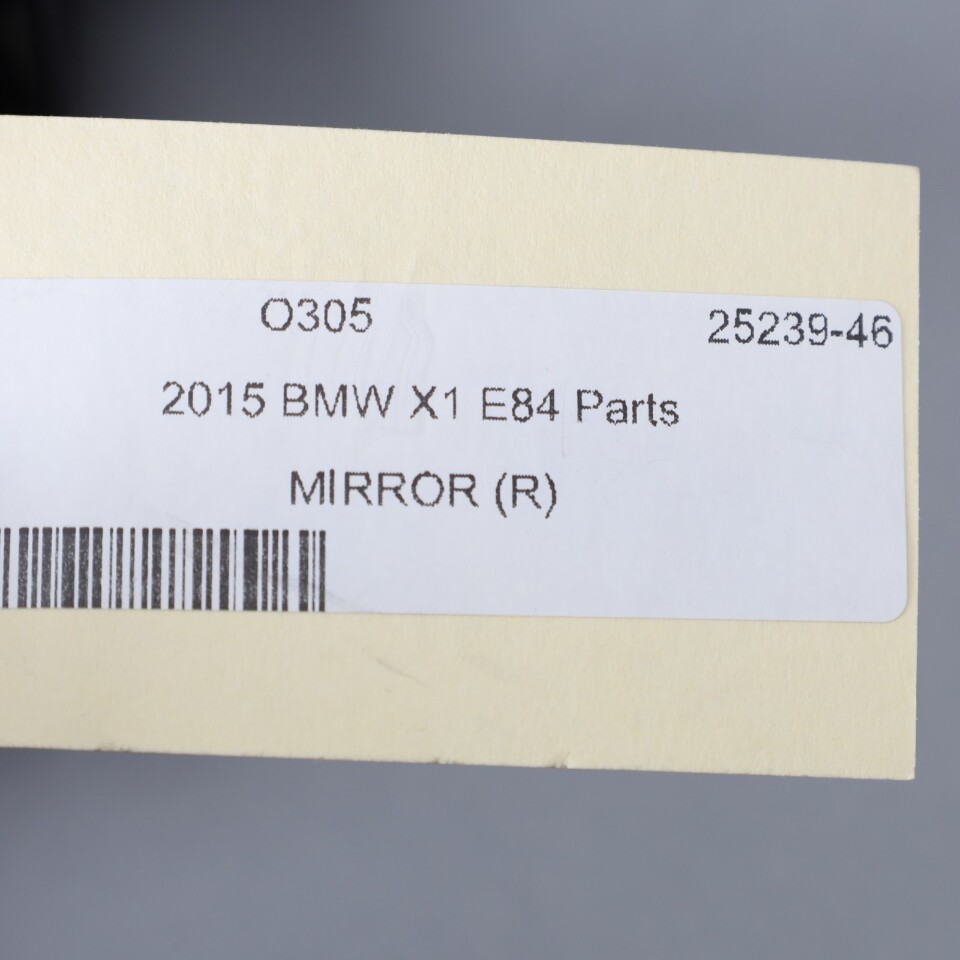 O305 25239-46
2015 BMW X1 E84 Parts
MIRROR (R)